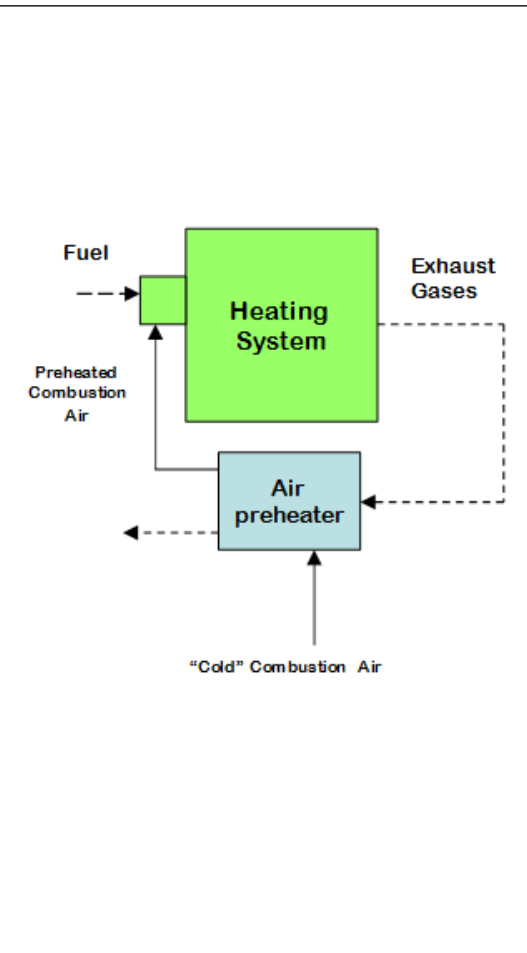 Fuel
Exhaust
Gases
Heating
System
Preheated
Combustion
Air
Air
preheater
“Cold” Combustion Air